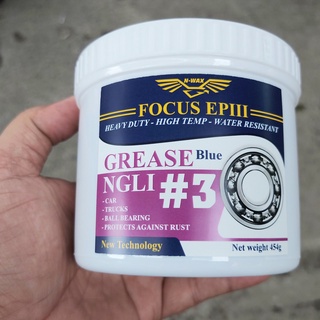 N-WAX
FOCUS EPIII
HEAVY DUTY - HIGH TEMP - WATER RESISTANT
GREASE Blue
NGLI #3
- CAR
- TRUCKS
- BALL BEARING
- PROTECTS AGAINST RUST
New Technology
Net weight 454g